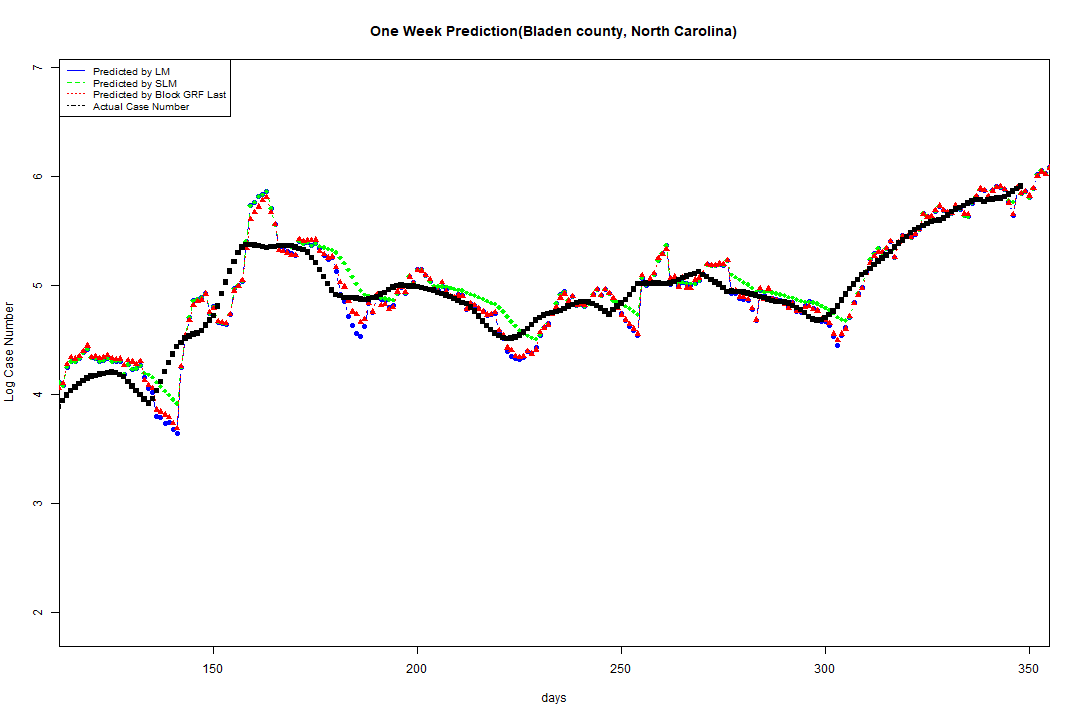 One Week Prediction(Bladen county, North Carolina)
Predicted by LM
Predicted by SLM
Predicted by Block GRF Last
Actual Case Number
7
6
5
4
3
2
Log Case Number
150 200 250 300 350
days